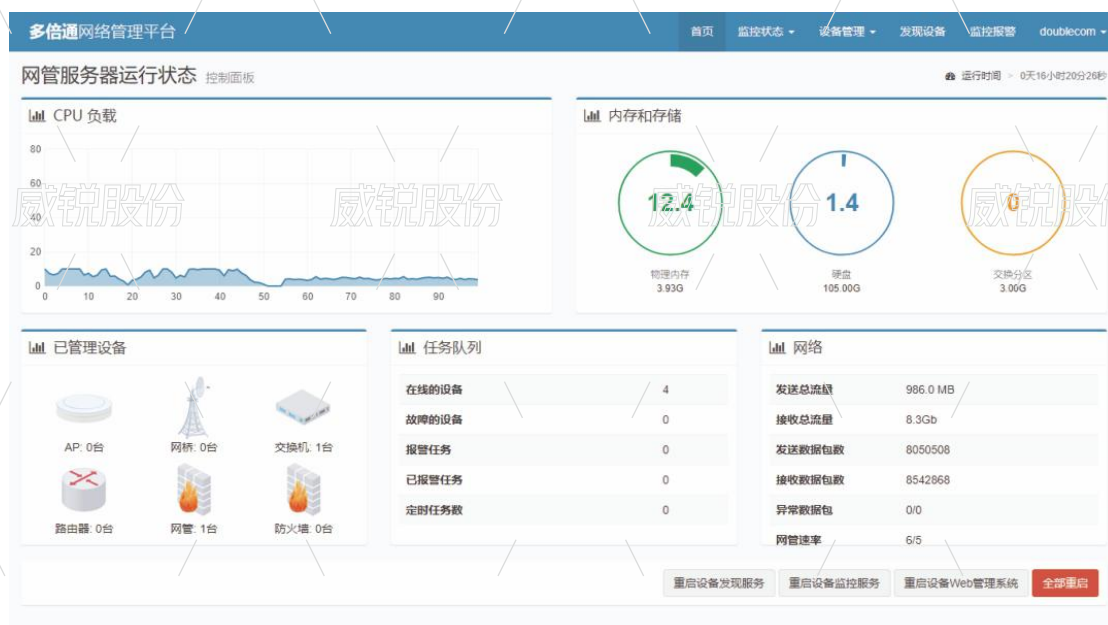 多倍通网络管理平台 首页 监控状态 设备管理 发现设备 监控报警 doublecom
网管服务器运行状态 控制面板 运行时间 > 0天16小时20分26秒
CPU 负载
80
60
40
20
0
0 10 20 30 40 50 60 70 80 90
内存和存储
12.4 1.4 0
物理内存 硬盘 交换分区
3.93G 105.00G 3.00G
威锐股份 威锐股份 威锐股份 威锐股份
已管理设备
AP: 0台 网桥: 0台 交换机: 1台
路由器: 0台 网管: 1台 防火墙: 0台
任务队列
在线的设备 4
故障的设备 0
报警任务 0
已报警任务 0
定时任务数 0
网络
发送总流量 986.0 MB
接收总流量 8.3Gb
发送数据包数 8050508
接收数据包数 8542868
异常数据包 0/0
网管速率 6/5
重启设备发现服务 重启设备监控服务 重启设备Web管理系统 全部重启